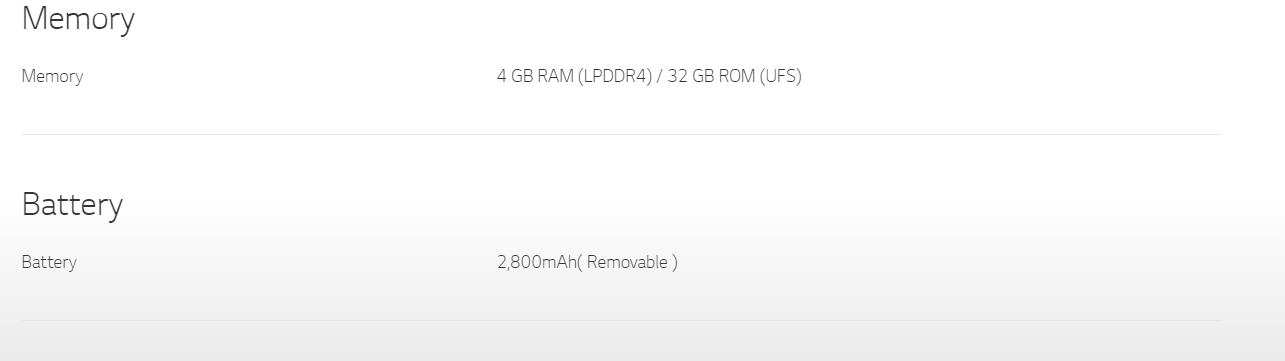 Memory
Memory 4 GB RAM (LPDDR4) / 32 GB ROM (UFS)
Battery
Battery 2,800mAh( Removable )